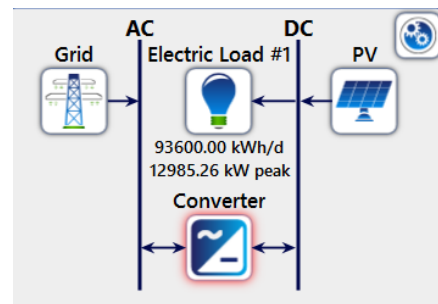 AC
DC
Grid
Electric Load #1
PV
93600.00 kWh/d
12985.26 kW peak
Converter